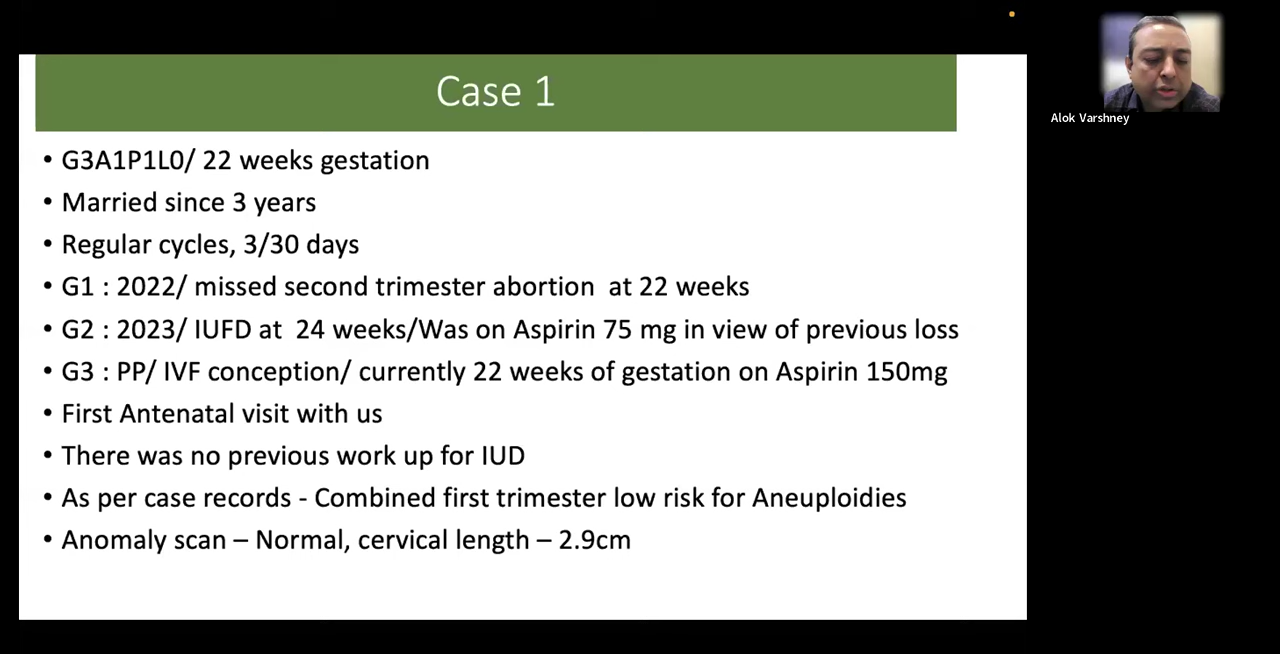 Case 1
• G3A1P1L0/ 22 weeks gestation
• Married since 3 years
• Regular cycles, 3/30 days
• G1 : 2022/ missed second trimester abortion at 22 weeks
• G2 : 2023/ IUFD at 24 weeks/Was on Aspirin 75 mg in view of previous loss
• G3 : PP/ IVF conception/ currently 22 weeks of gestation on Aspirin 150mg
• First Antenatal visit with us
• There was no previous work up for IUD
• As per case records - Combined first trimester low risk for Aneuploidies
• Anomaly scan – Normal, cervical length – 2.9cm
Alok Varshney